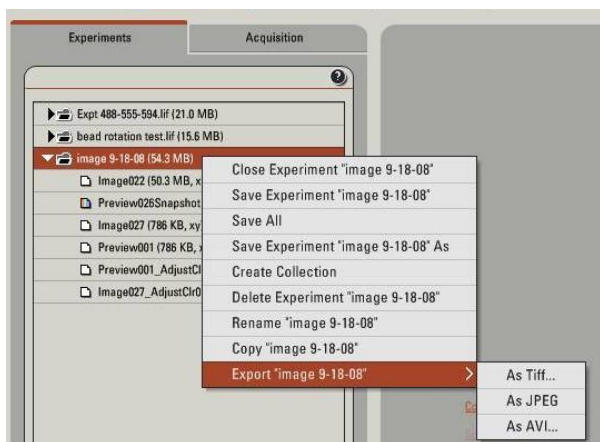 Experiments
Acquisition
?
Expt 488-555-594.lif (21.0 MB)
bead rotation test.lif (15.6 MB)
image 9-18-08 (54.3 MB)
Image022 (50.3 MB, x
Preview026Snapshot
Image027 (786 KB, xy
Preview001 (786 KB,
Preview001_AdjustCl
Image027_AdjustClr0
Close Experiment "image 9-18-08"
Save Experiment "image 9-18-08"
Save All
Save Experiment "image 9-18-08" As
Create Collection
Delete Experiment "image 9-18-08"
Rename "image 9-18-08"
Copy "image 9-18-08"
Export "image 9-18-08"
As Tiff...
As JPEG
As AVI...
Co